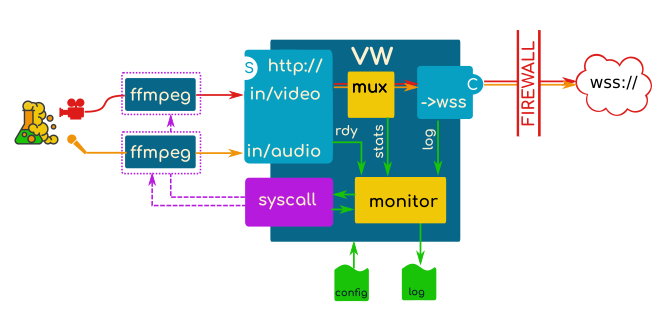 VW
S
http://
in/video
in/audio
ffmpeg
ffmpeg
mux
C
->wss
FIREWALL
wss://
rdy
stats
log
syscall
monitor
config
log